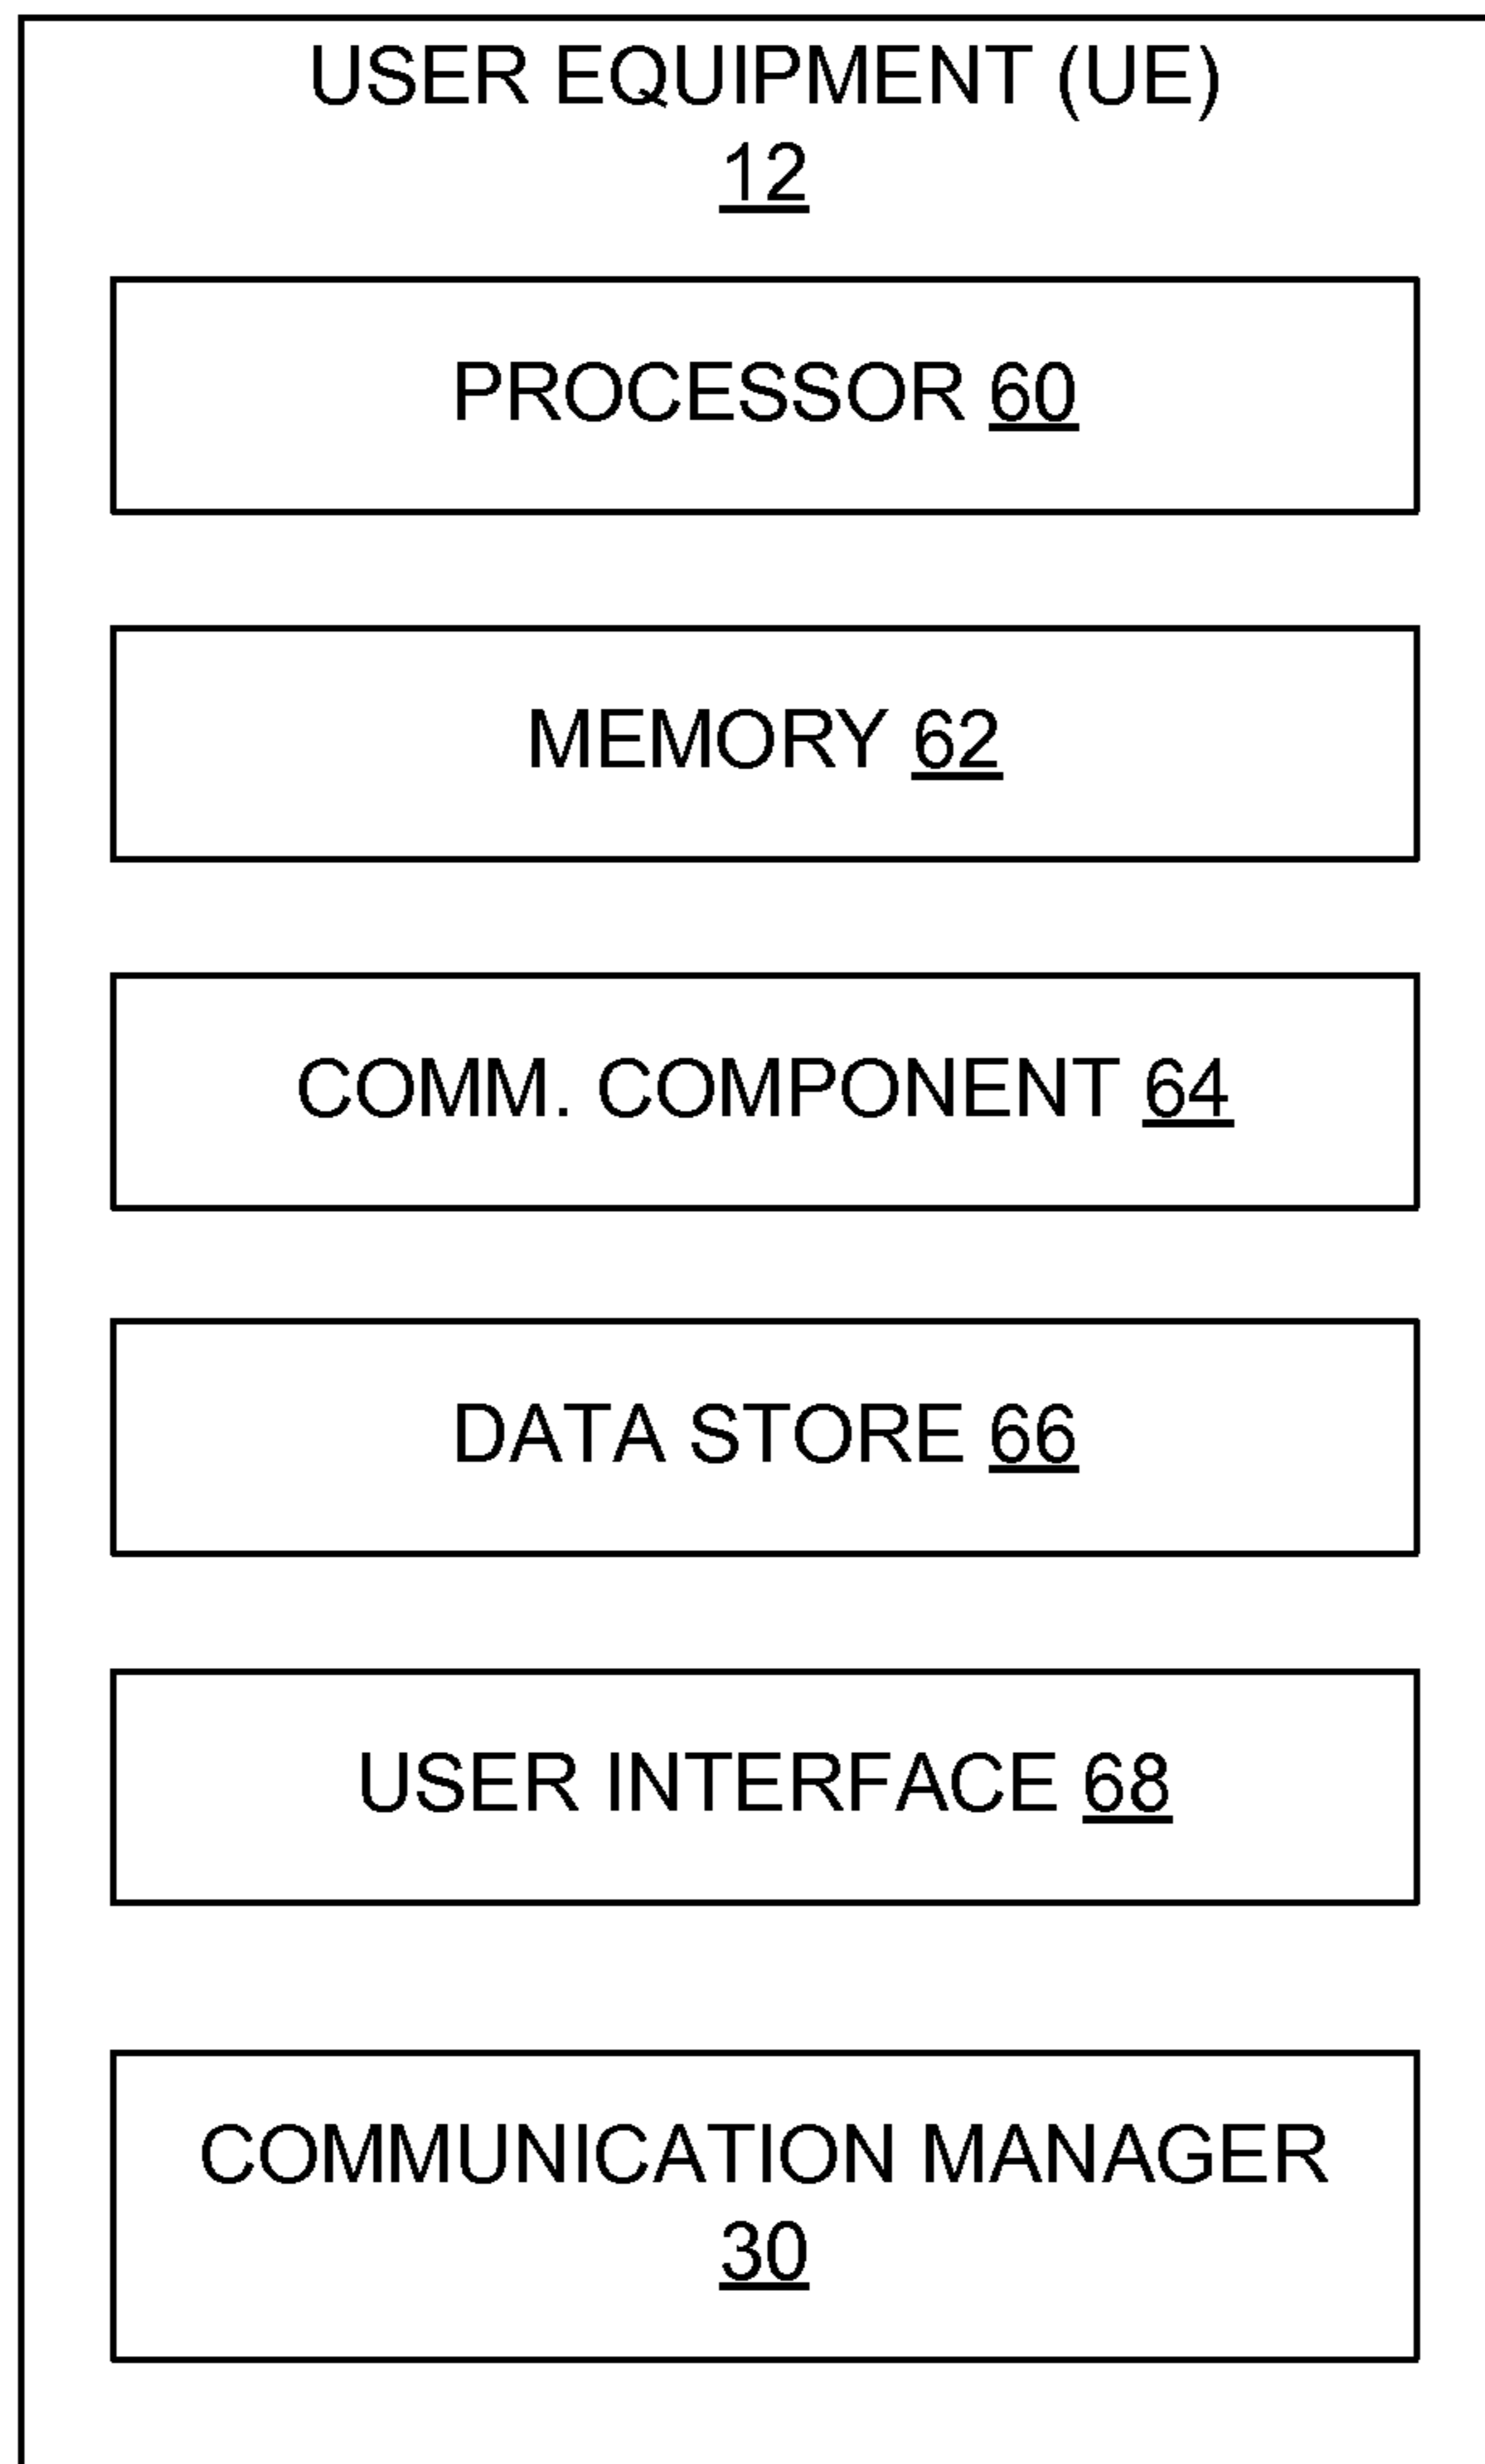 USER EQUIPMENT (UE)
12
PROCESSOR 60
MEMORY 62
COMM. COMPONENT 64
DATA STORE 66
USER INTERFACE 68
COMMUNICATION MANAGER
30